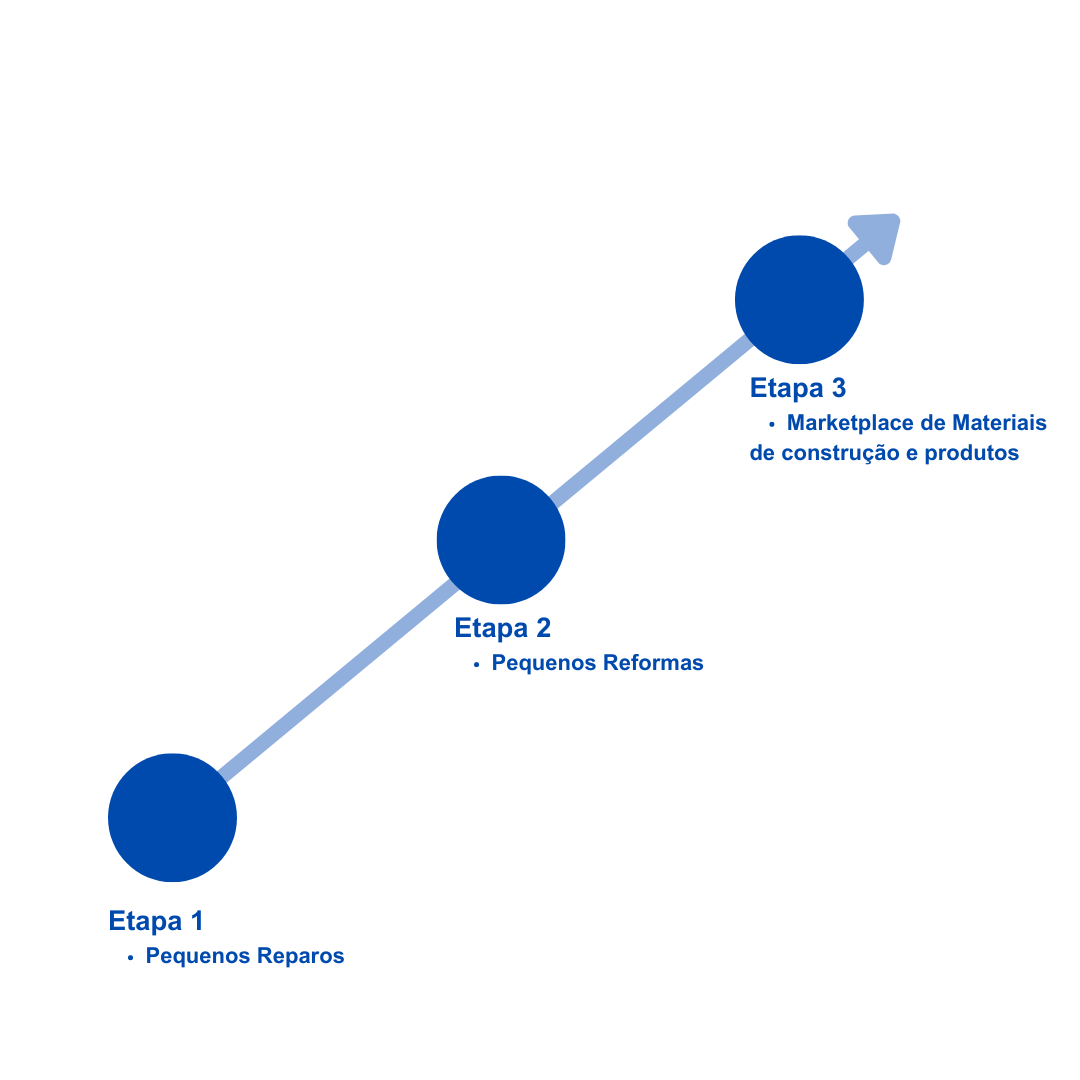 Etapa 3
• Marketplace de Materiais
de construção e produtos
Etapa 2
• Pequenos Reformas
Etapa 1
• Pequenos Reparos